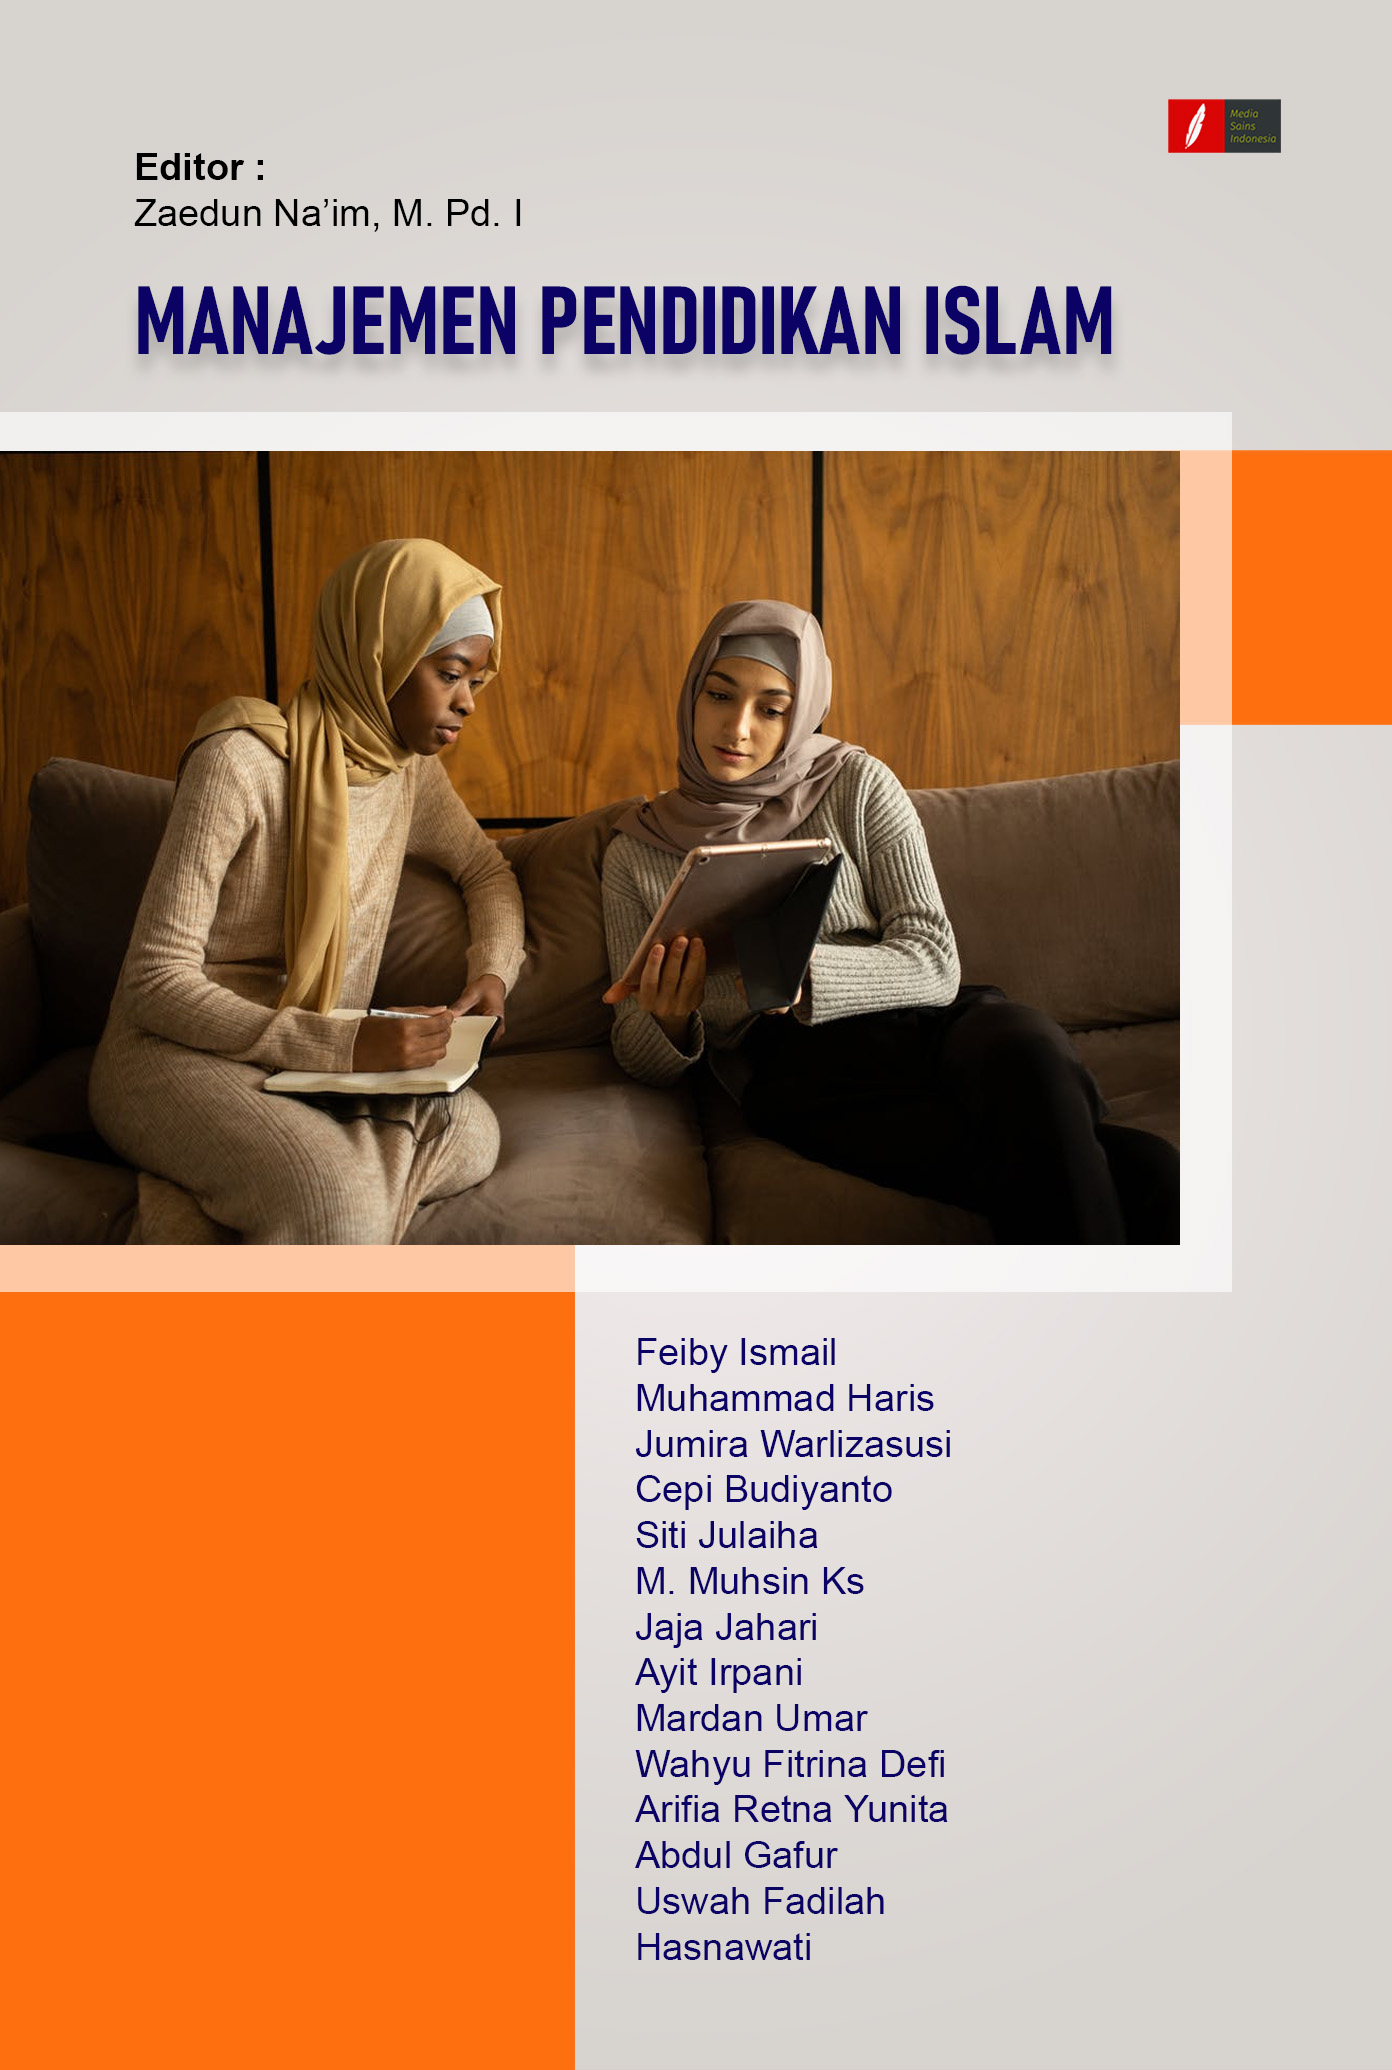 Media
Sains
Indonesia
Editor :
Zaedun Na’im, M. Pd. I
MANAJEMEN PENDIDIKAN ISLAM
Feiby Ismail
Muhammad Haris
Jumira Warlizasusi
Cepi Budiyanto
Siti Julaiha
M. Muhsin Ks
Jaja Jahari
Ayit Irpani
Mardan Umar
Wahyu Fitrina Defi
Arifia Retna Yunita
Abdul Gafur
Uswah Fadilah
Hasnawati